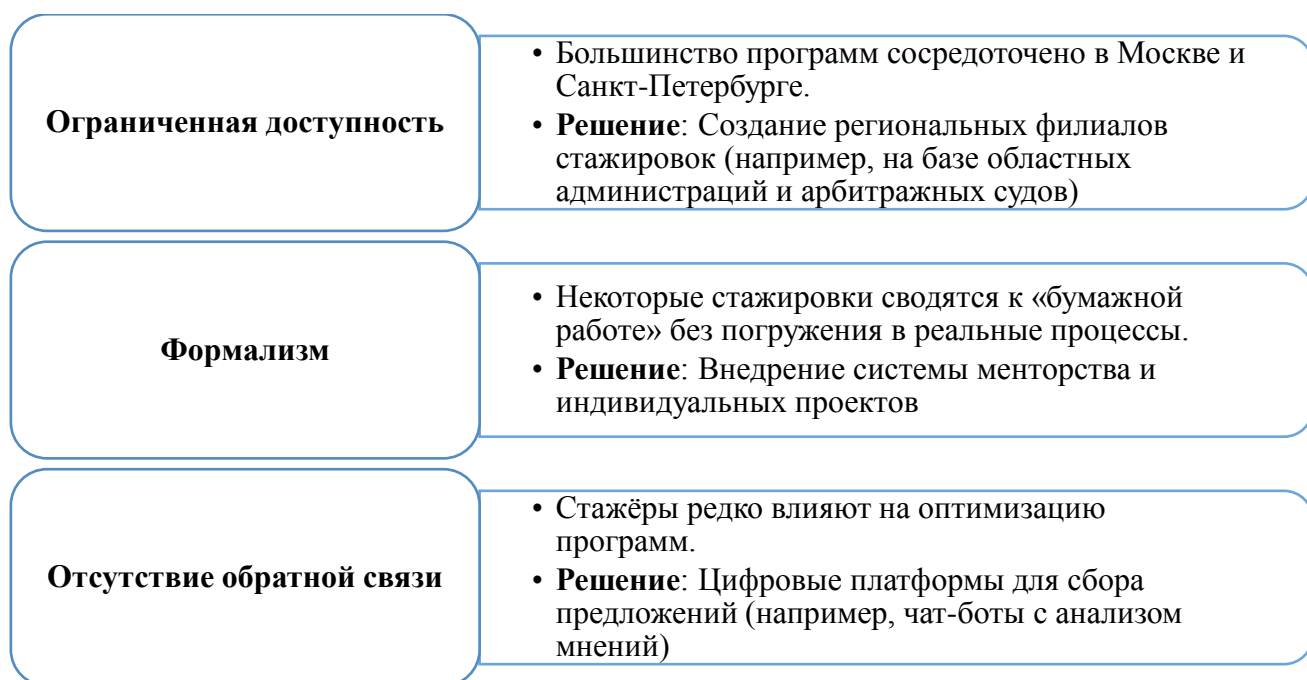 Ограниченная доступность
• Большинство программ сосредоточено в Москве и
Санкт-Петербурге.
• Решение: Создание региональных филиалов
стажировок (например, на базе областных
администраций и арбитражных судов)
Формализм
• Некоторые стажировки сводятся к «бумажной
работе» без погружения в реальные процессы.
• Решение: Внедрение системы менторства и
индивидуальных проектов
Отсутствие обратной связи
• Стажёры редко влияют на оптимизацию
программ.
• Решение: Цифровые платформы для сбора
предложений (например, чат-боты с анализом
мнений)